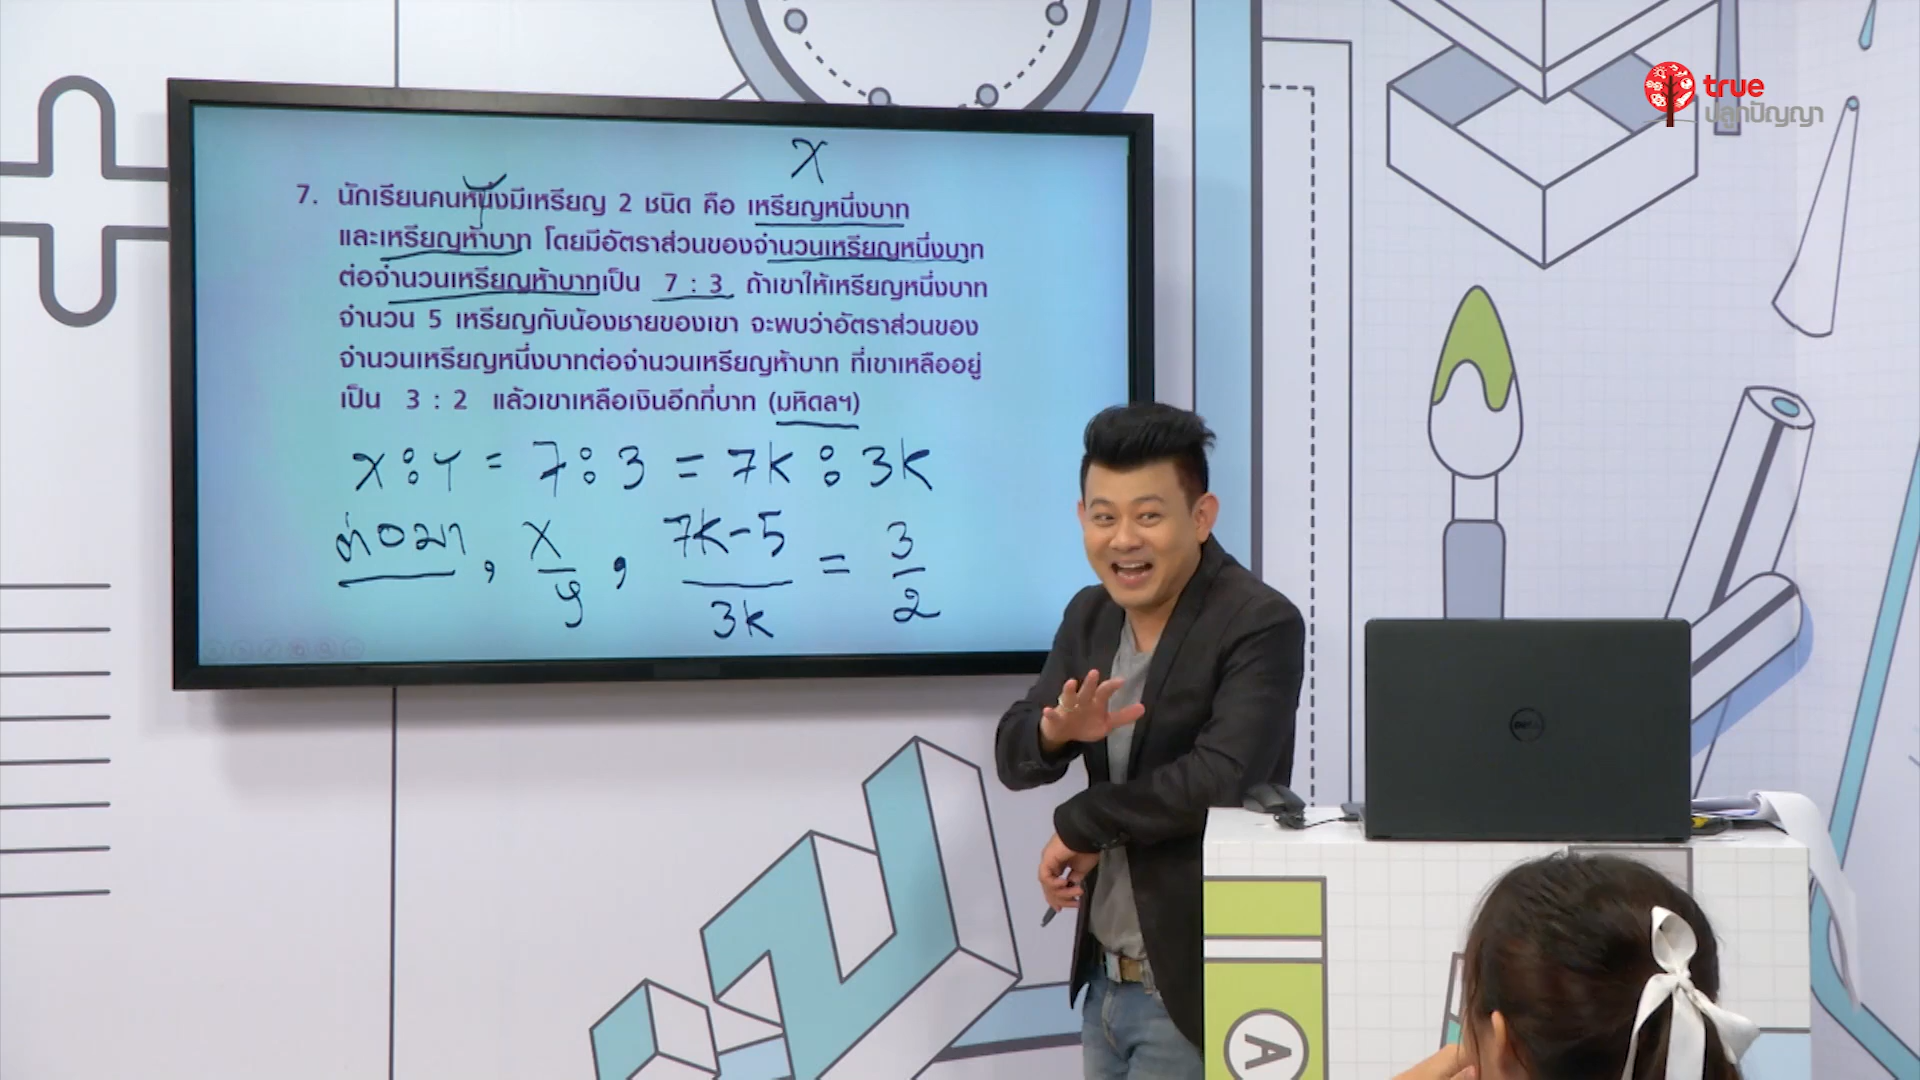 true
ปลูกปัญญา
x
7. นักเรียนคนหนึ่งมีเหรียญ 2 ชนิด คือ เหรียญหนึ่งบาท
y
และเหรียญห้าบาท โดยมีอัตราส่วนของจำนวนเหรียญหนึ่งบาท
ต่อจำนวนเหรียญห้าบาทเป็น 7 : 3 ถ้าเขาให้เหรียญหนึ่งบาท
จำนวน 5 เหรียญกับน้องชายของเขา จะพบว่าอัตราส่วนของ
จำนวนเหรียญหนึ่งบาทต่อจำนวนเหรียญห้าบาท ที่เขาเหลืออยู่
เป็น 3 : 2 แล้วเขาเหลือเงินอีกกี่บาท (มหิดลฯ)
x : y = 7 : 3 = 7k : 3k
ต่อมา , x/y , 7k-5/3k = 3/2
DELL
A